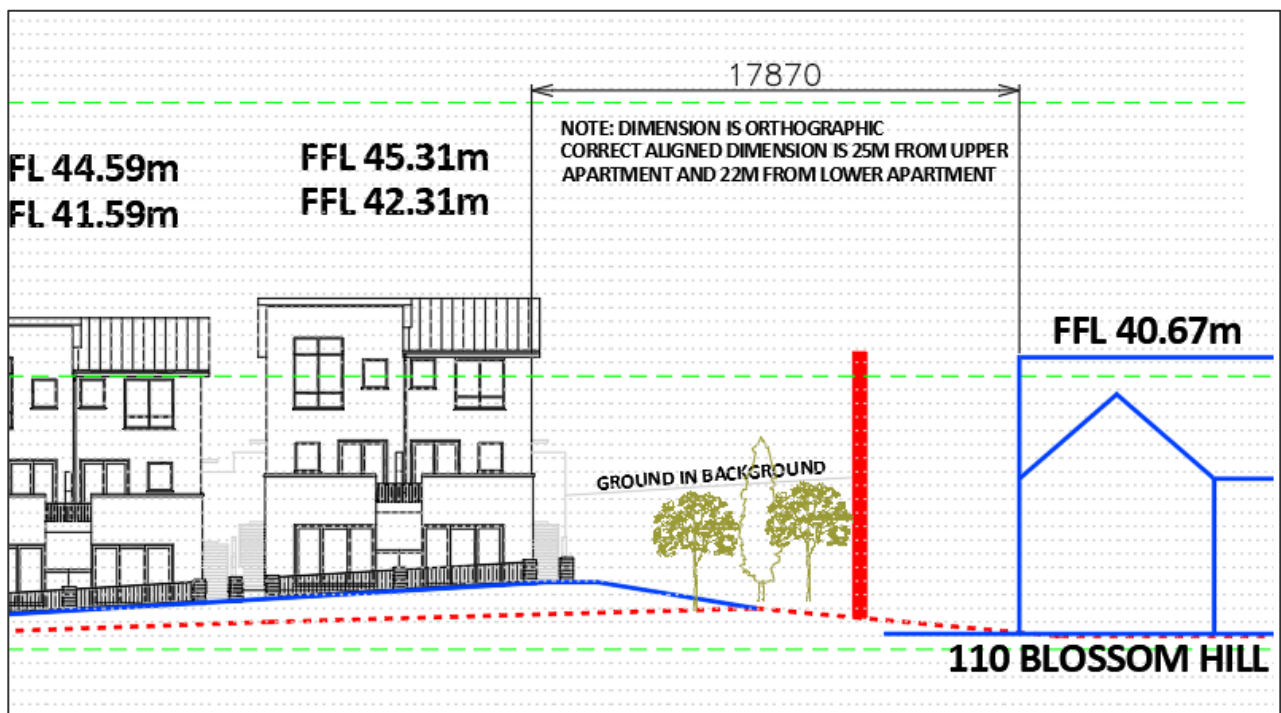 17870
NOTE: DIMENSION IS ORTHOGRAPHIC
CORRECT ALIGNED DIMENSION IS 25M FROM UPPER
APARTMENT AND 22M FROM LOWER APARTMENT
FL 44.59m
FL 41.59m
FFL 45.31m
FFL 42.31m
FFL 40.67m
GROUND IN BACKGROUND
110 BLOSSOM HILL